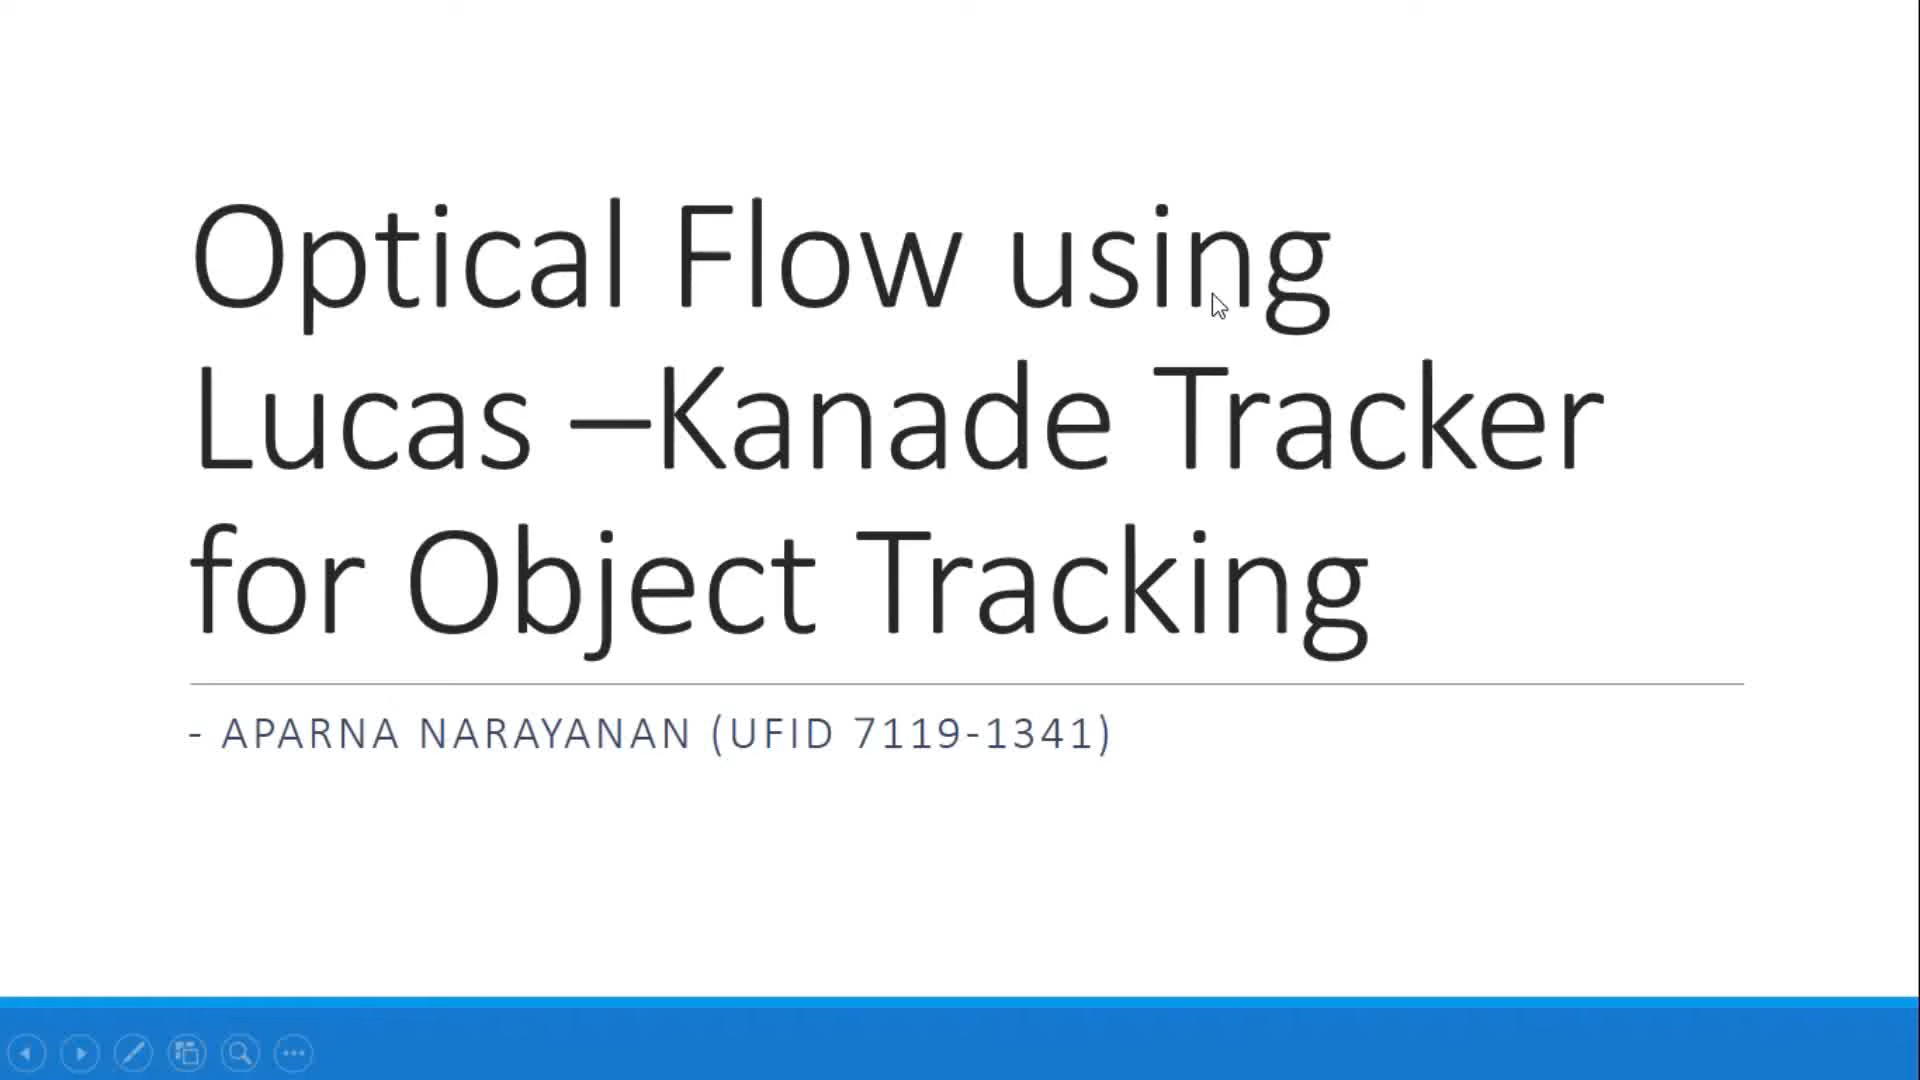 Optical Flow using
Lucas –Kanade Tracker
for Object Tracking
- APARNA NARAYANAN (UFID 7119-1341)